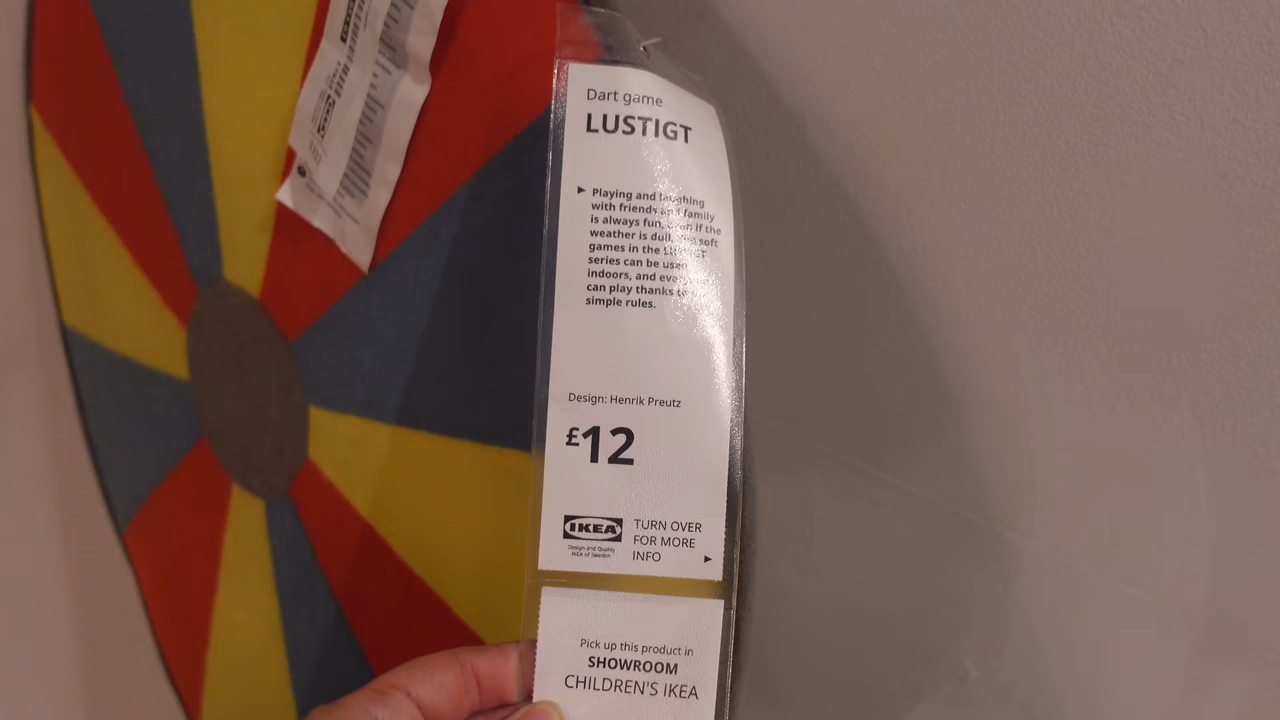 Dart game
LUSTIGT
► Playing and laughing
with friends and family
is always fun, even if the
weather is dull. The soft
games in the LUSTIGT
series can be used
indoors, and everyone
can play thanks to
simple rules.
Design: Henrik Preutz
£12
IKEA
Design and Quality
IKEA of Sweden
TURN OVER
FOR MORE
INFO ►
Pick up this product in
SHOWROOM
CHILDREN'S IKEA